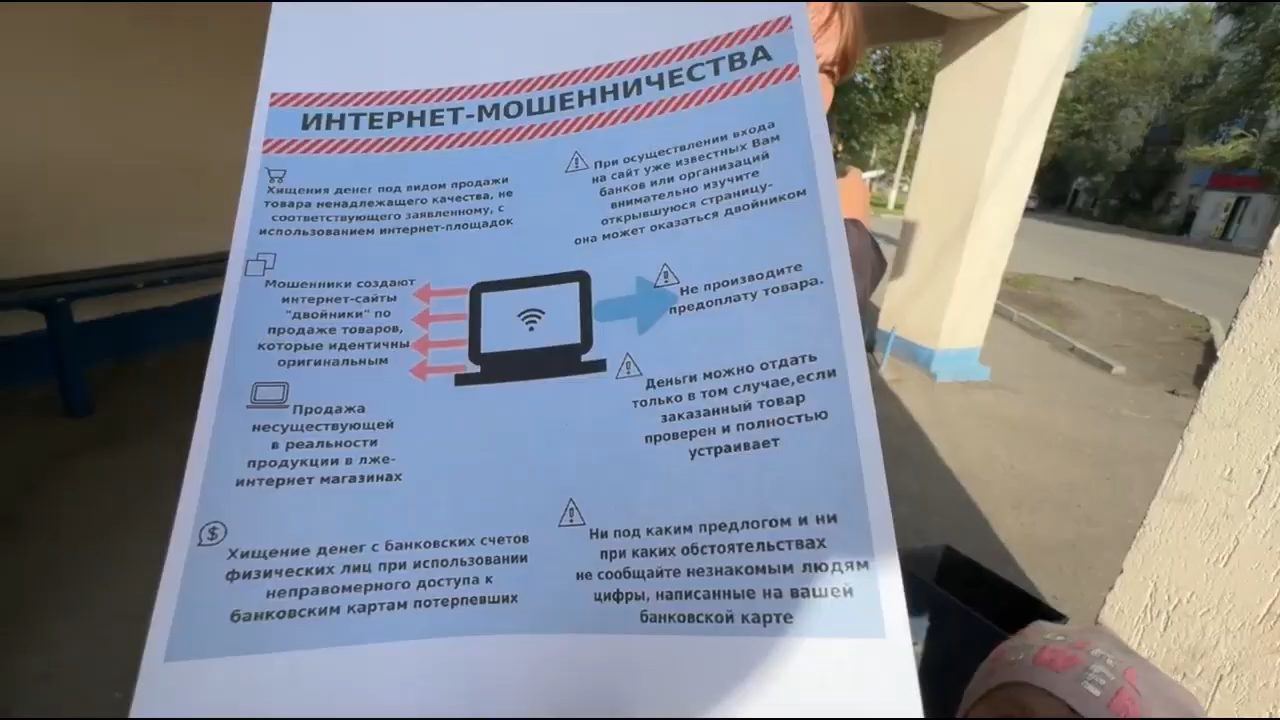 ИНТЕРНЕТ-МОШЕННИЧЕСТВА
Хищения денег под видом продажи
товара ненадлежащего качества, не
соответствующего заявленному, с
использованием интернет-площадок
Мошенники создают
интернет-сайты
"двойники" по
продаже товаров,
которые идентичны
оригинальным
Продажа
несуществующей
в реальности
продукции в лже-
интернет магазинах
$
Хищение денег с банковских счетов
физических лиц при использовании
неправомерного доступа к
банковским картам потерпевших
При осуществлении входа
на сайт уже известных Вам
банков или организаций
внимательно изучите
открывшуюся страницу-
она может оказаться двойником
Не производите
предоплату товара.
Деньги можно отдать
только в том случае,если
заказанный товар
проверен и полностью
устраивает
Ни под каким предлогом и ни
при каких обстоятельствах
не сообщайте незнакомым людям
цифры, написанные на вашей
банковской карте